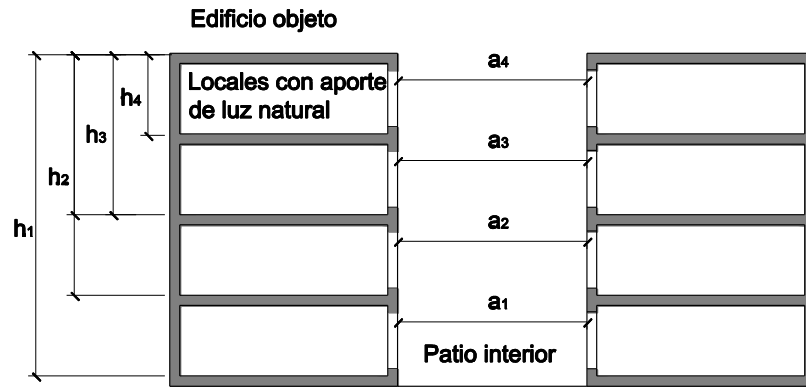 Edificio objeto
Locales con aporte
de luz natural
a4
h4
h3
a3
h2
h1
a2
a1
Patio interior